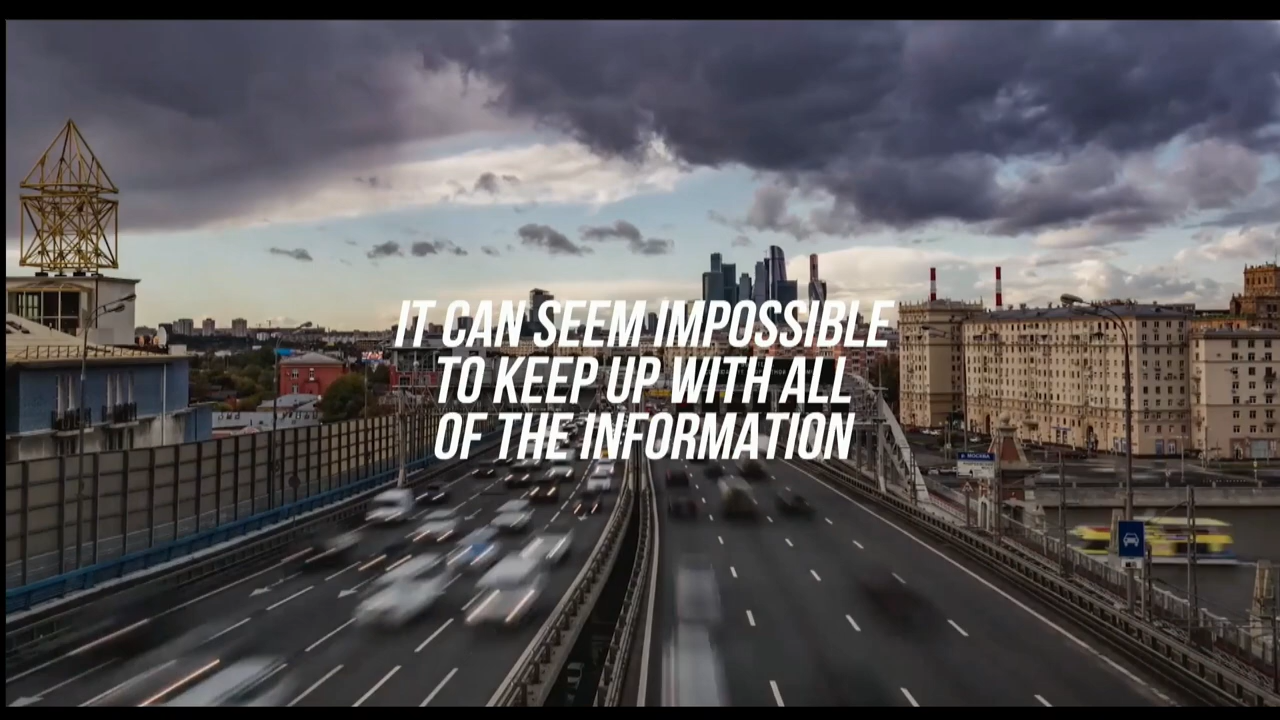 IT CAN SEEM IMPOSSIBLE
TO KEEP UP WITH ALL
OF THE INFORMATION